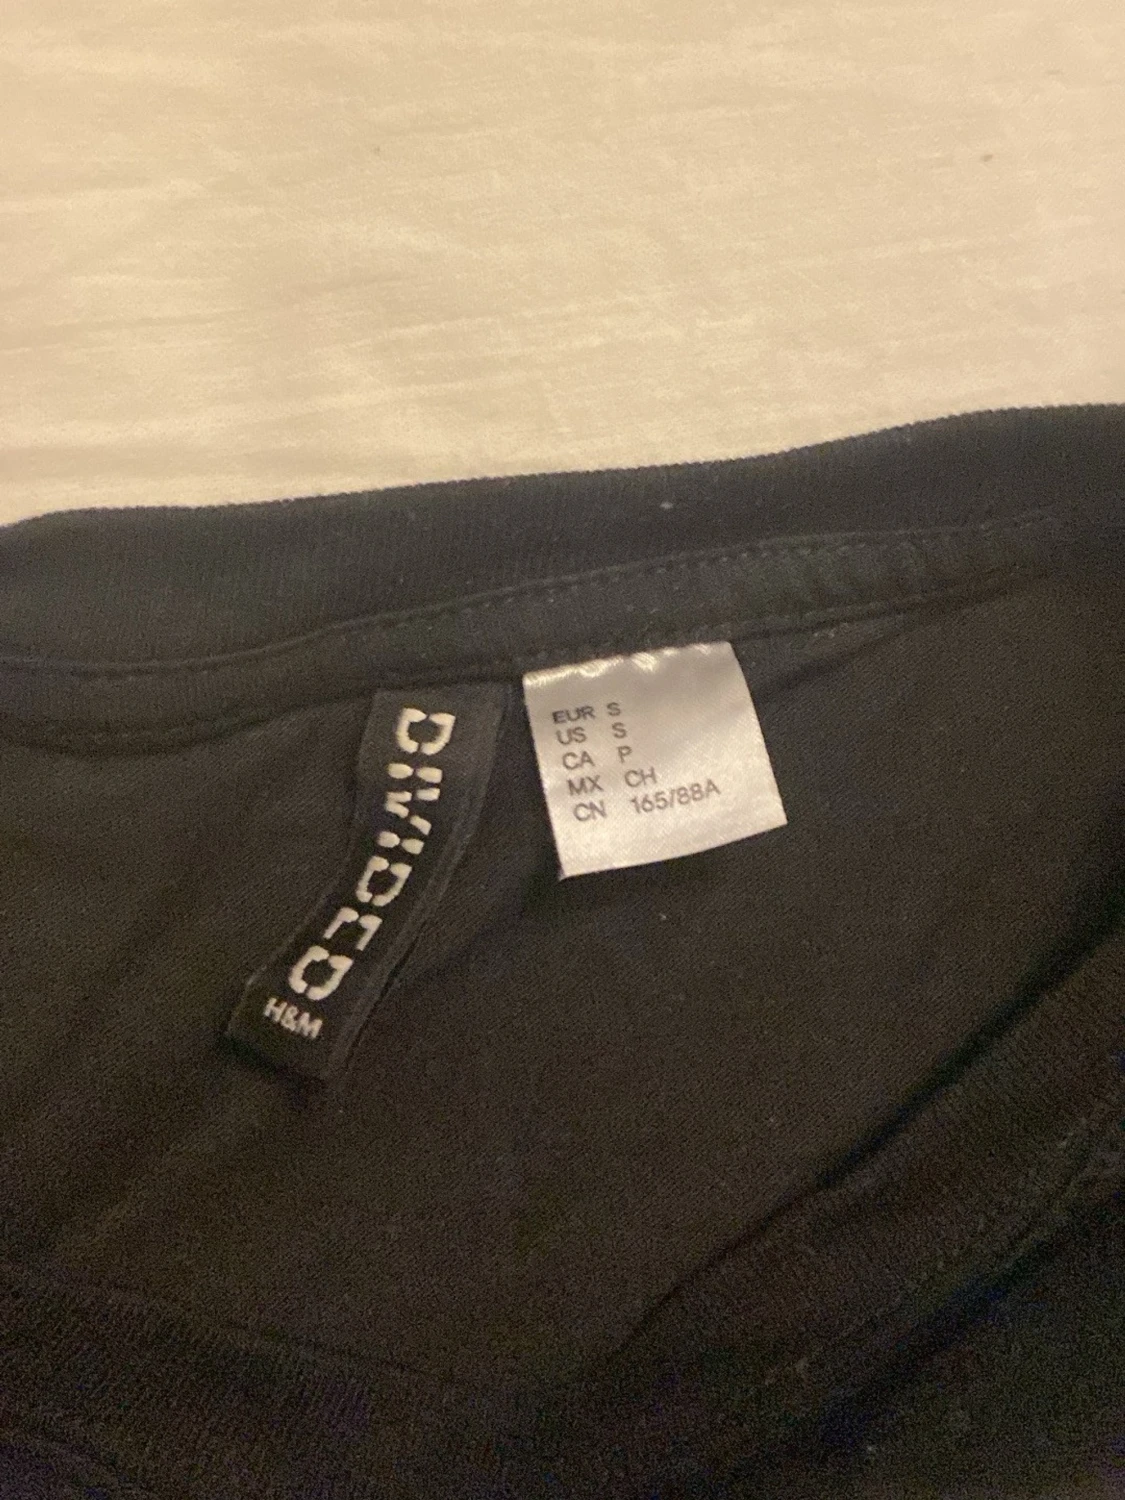 DIVIDED
H&M
EUR S
US S
CA P
MX CH
CN 165/88A